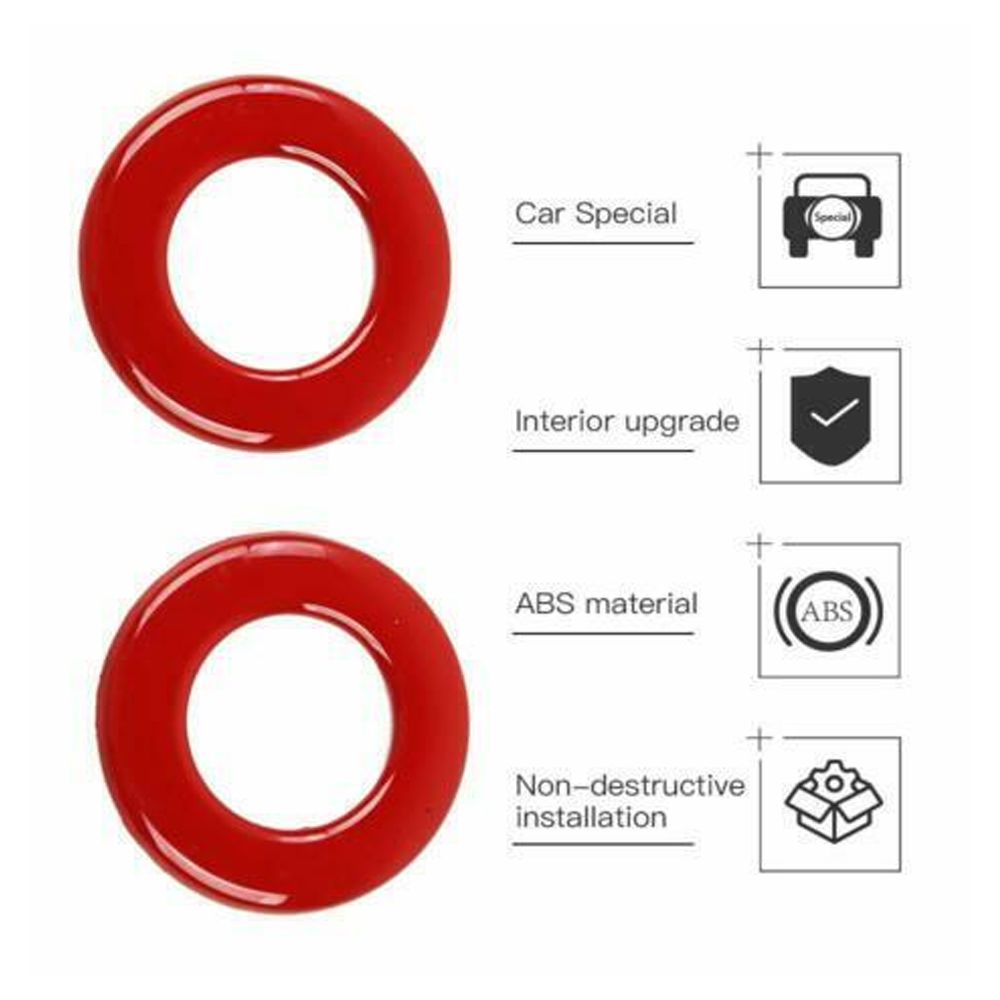 Car Special
Special
Interior upgrade
ABS material
ABS
Non-destructive
installation